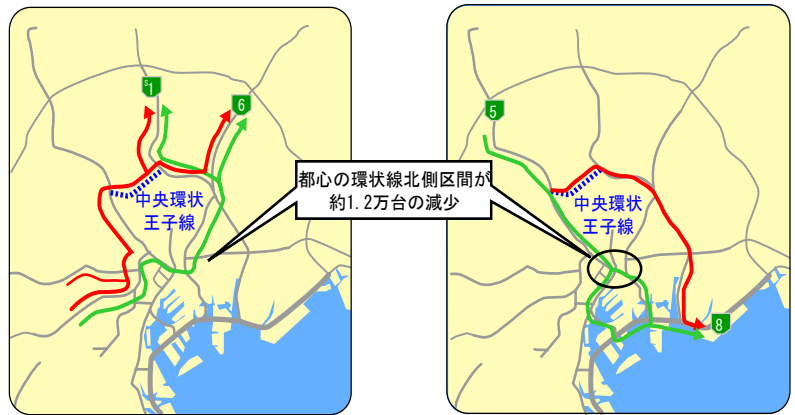 S1
6
中央環状
王子線
都心の環状線北側区間が
約1.2万台の減少
5
中央環状
王子線
8